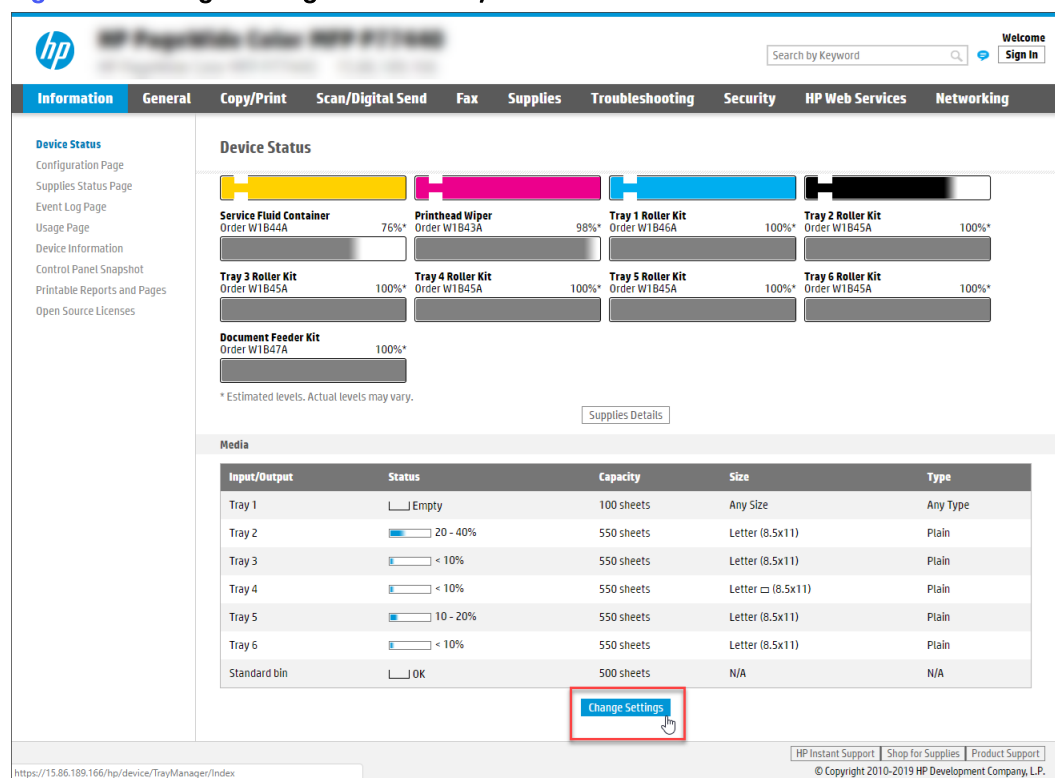 hp
Welcome
Search by Keyword
Sign In
Information General Copy/Print Scan/Digital Send Fax Supplies Troubleshooting Security HP Web Services Networking
Device Status
Configuration Page
Supplies Status Page
Event Log Page
Usage Page
Device Information
Control Panel Snapshot
Printable Reports and Pages
Open Source Licenses
Device Status
Service Fluid Container Printhead Wiper Tray 1 Roller Kit Tray 2 Roller Kit
Order W1B44A 76%* Order W1B43A 98%* Order W1B46A 100%* Order W1B45A 100%*
Tray 3 Roller Kit Tray 4 Roller Kit Tray 5 Roller Kit Tray 6 Roller Kit
Order W1B45A 100%* Order W1B45A 100%* Order W1B45A 100%* Order W1B45A 100%*
Document Feeder Kit
Order W1B47A 100%*
* Estimated levels. Actual levels may vary.
Supplies Details
Media
Input/Output Status Capacity Size Type
Tray 1 Empty 100 sheets Any Size Any Type
Tray 2 20 - 40% 550 sheets Letter (8.5x11) Plain
Tray 3 < 10% 550 sheets Letter (8.5x11) Plain
Tray 4 < 10% 550 sheets Letter (8.5x11) Plain
Tray 5 10 - 20% 550 sheets Letter (8.5x11) Plain
Tray 6 < 10% 550 sheets Letter (8.5x11) Plain
Standard bin OK 500 sheets N/A N/A
Change Settings
HP Instant Support Shop for Supplies Product Support
https://15.86.189.166/hp/device/TrayManager/Index
© Copyright 2010-2019 HP Development Company, L.P.